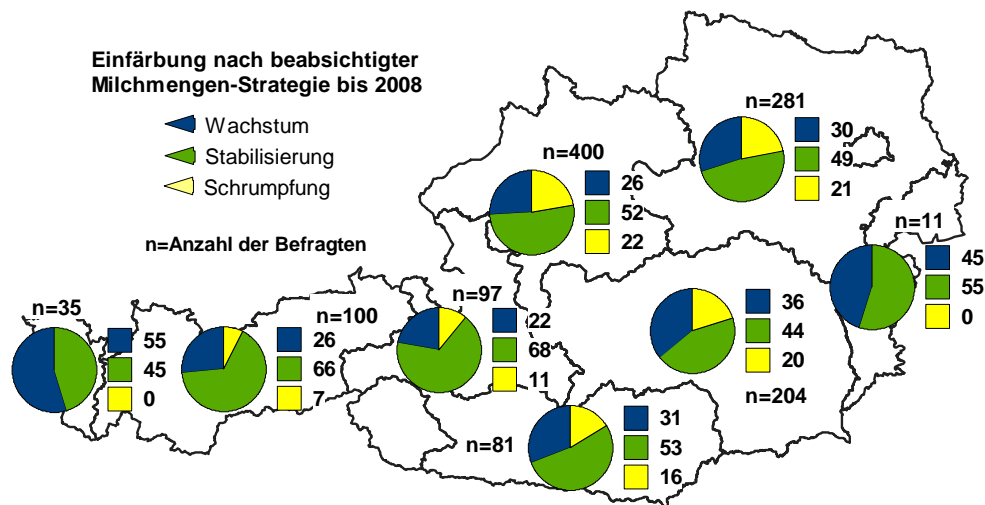 Einfärbung nach beabsichtigter
Milchmengen-Strategie bis 2008
Wachstum
Stabilisierung
Schrumpfung
n=Anzahl der Befragten
n=281
30
49
21
n=400
26
52
22
n=11
45
55
0
n=35
55
45
0
n=100
26
66
7
n=97
22
68
11
36
44
20
n=204
n=81
31
53
16